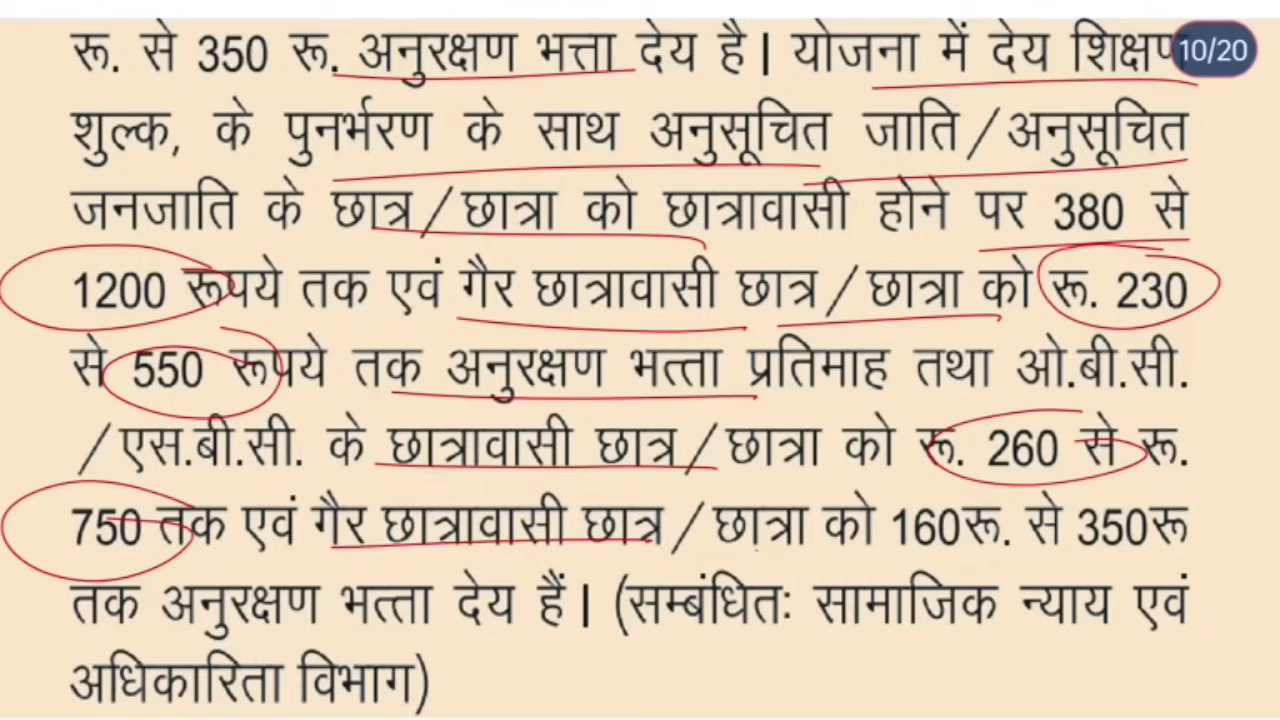 रू. से 350 रू. अनुरक्षण भत्ता देय है। योजना में देय शिक्षण
10/20
शुल्क, के पुनर्भरण के साथ अनुसूचित जाति/अनुसूचित
जनजाति के छात्र/छात्रा को छात्रावासी होने पर 380 से
1200 रूपये तक एवं गैर छात्रावासी छात्र/छात्रा को रू. 230
से 550 रूपये तक अनुरक्षण भत्ता प्रतिमाह तथा ओ.बी.सी.
/एस.बी.सी. के छात्रावासी छात्र/छात्रा को रू. 260 से रू.
750 तक एवं गैर छात्रावासी छात्र/छात्रा को 160रू. से 350रू
तक अनुरक्षण भत्ता देय हैं। (सम्बंधितः सामाजिक न्याय एवं
अधिकारिता विभाग)